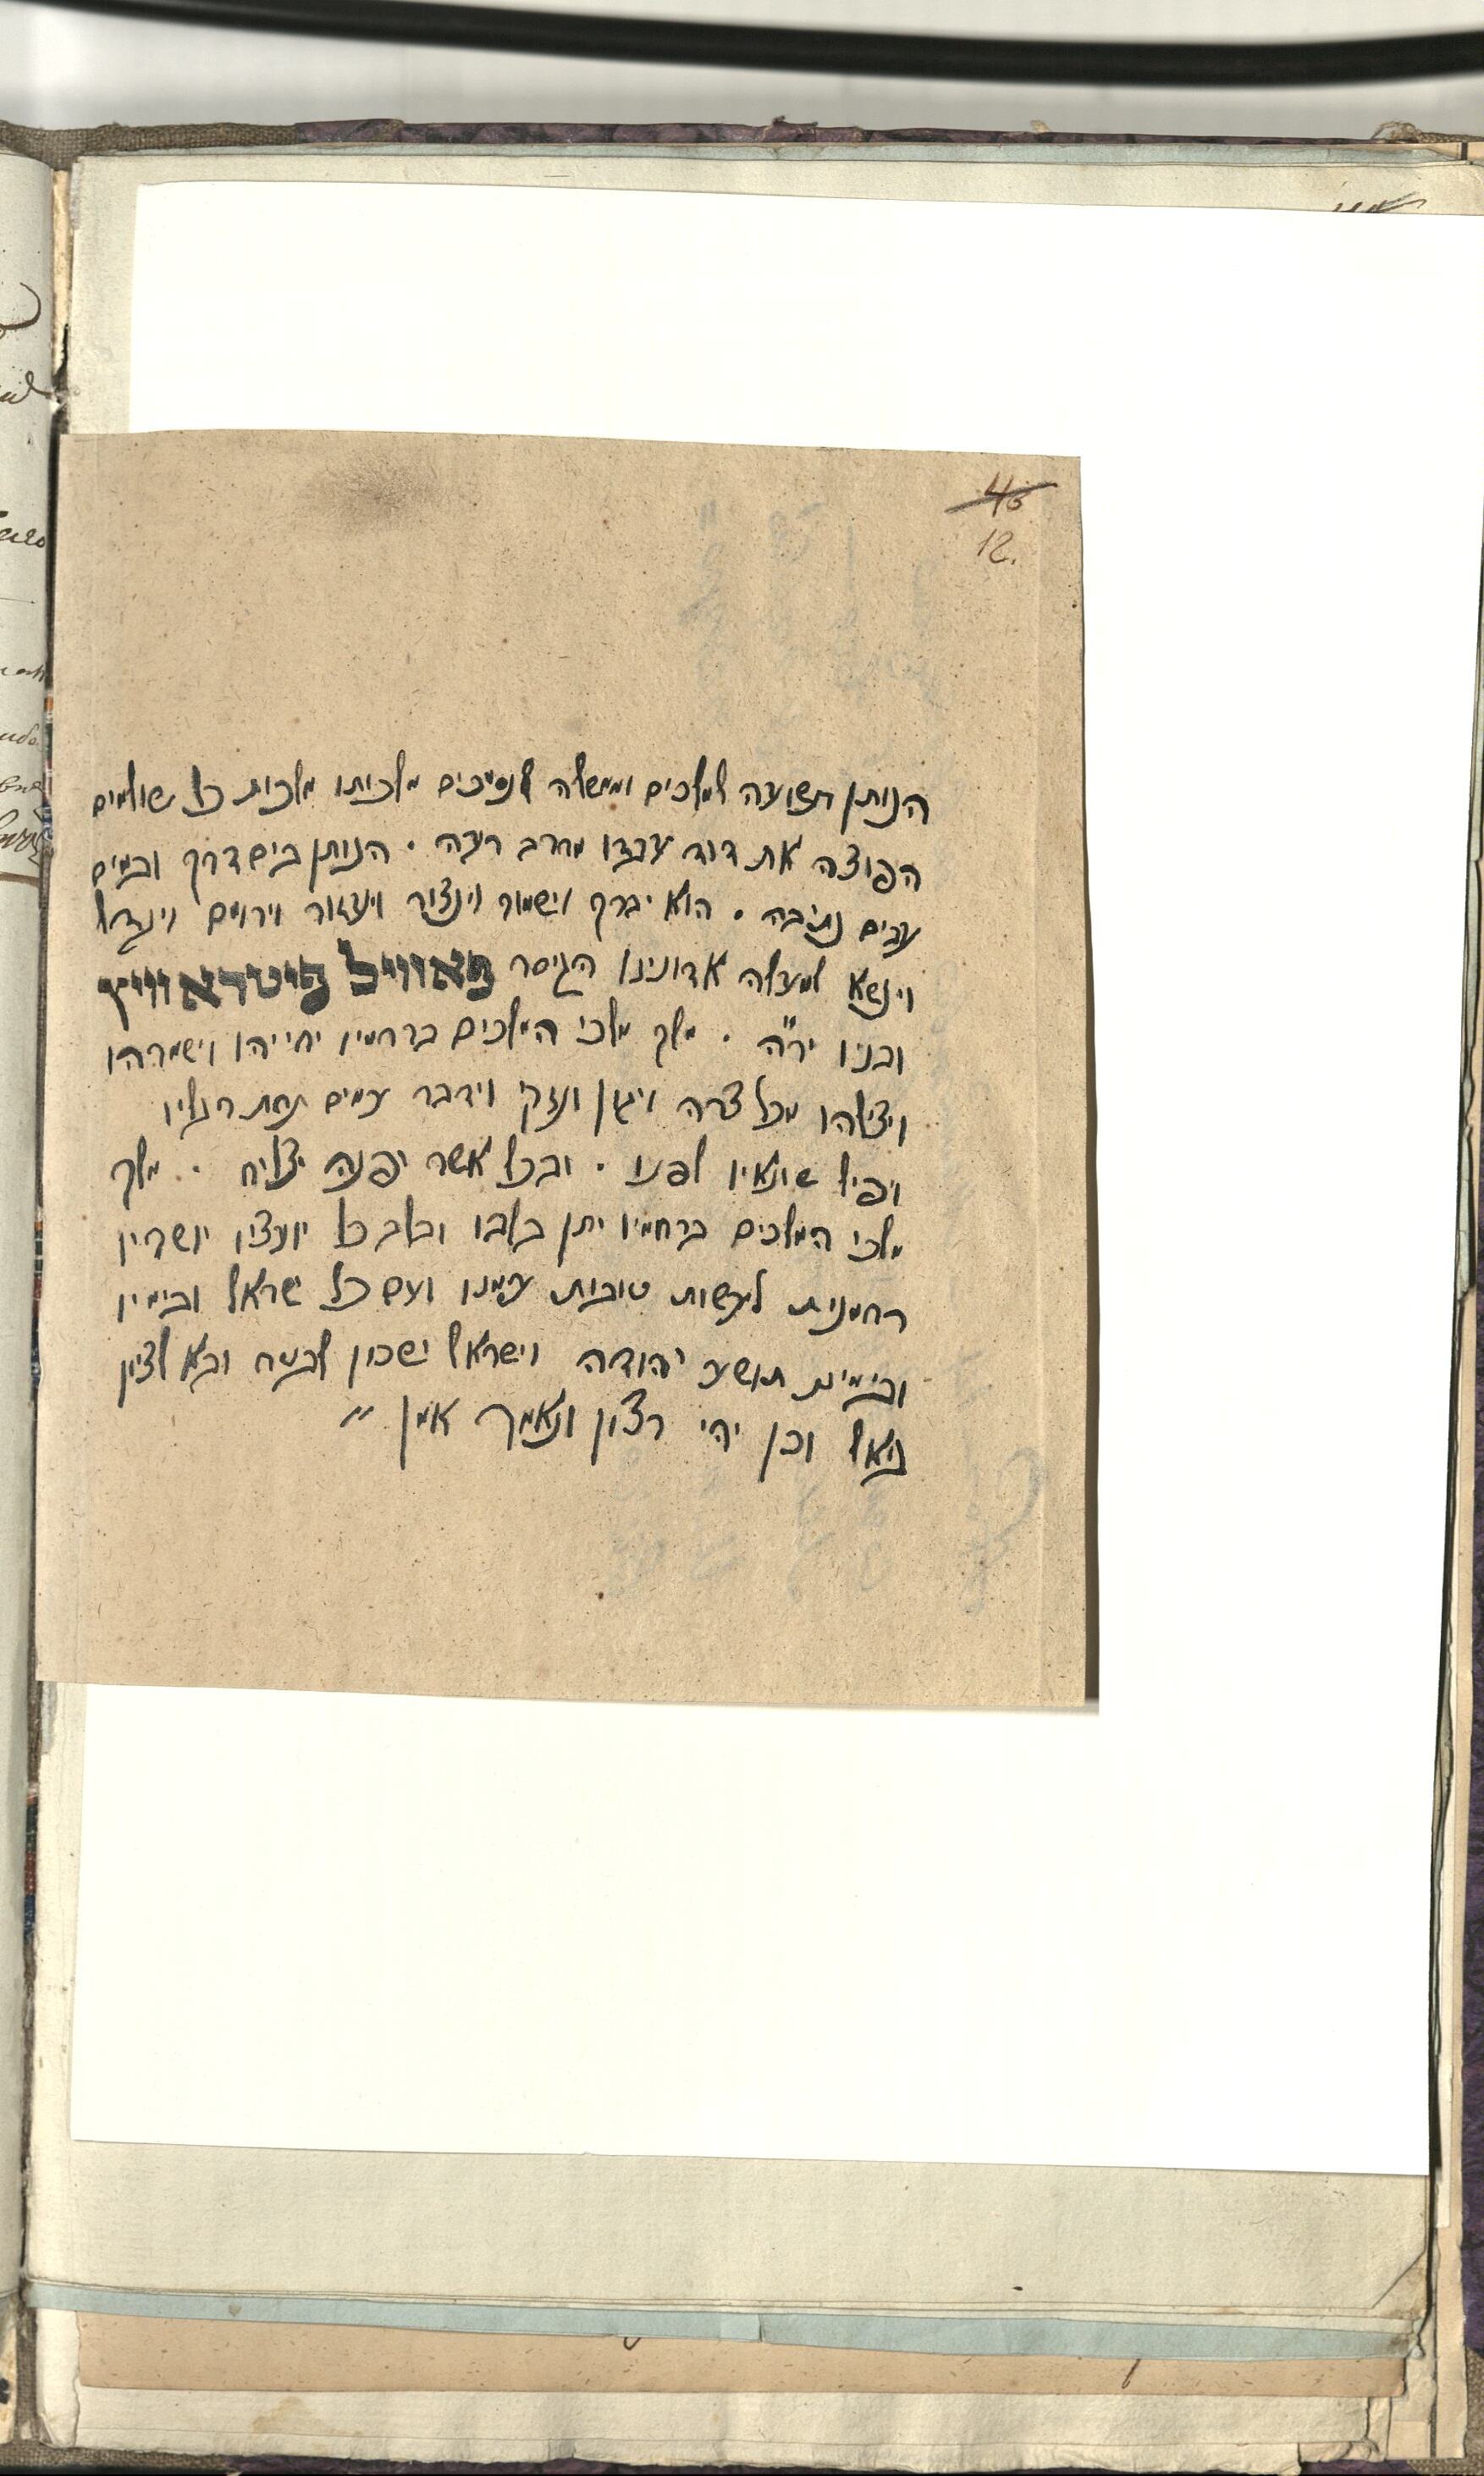 46
12.
הנותן תשועה למלכים וממשלה לנסיכים מלכותו מלכות כל עולמים
הפוצה את דוד עבדו מחרב רעה . הנותן בים דרך ובמים
עזים נתיבה . הוא יברך וישמור וינצור ויעזור וירומם ויגדל
וינשא למעלה אדונינו הקיסר פאוויל פיטראוויץ
ובניו יר"ה . מלך מלכי המלכים ברחמיו יחייהו וישמרהו
ויצילהו מכל צרה ויגון ונזק וידבר עמים תחת רגליו
ויפיל שונאיו לפניו . ובכל אשר יפנה יצליח . מלך
מלכי המלכים ברחמיו יתן בלבו ובלב כל יועציו ושריו
רחמנות לעשות טובות עמנו ועם כל ישראל ובימיו
ובימינו תושע יהודה וישראל ישכון לבטח ובא לציון
גואל וכן יהי רצון ונאמר אמן "